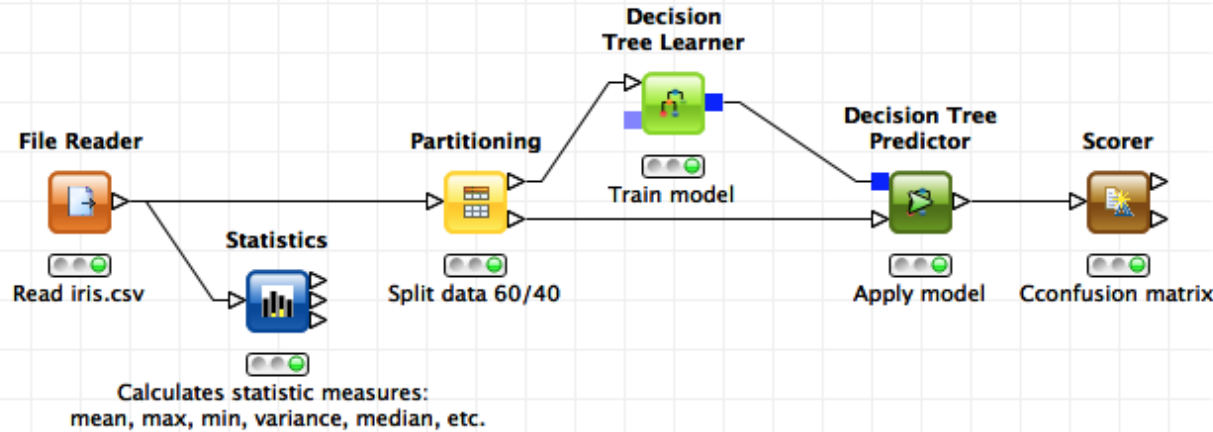 Decision
Tree Learner
Train model
File Reader
Read iris.csv
Statistics
Calculates statistic measures:
mean, max, min, variance, median, etc.
Partitioning
Split data 60/40
Decision Tree
Predictor
Apply model
Scorer
Cconfusion matrix